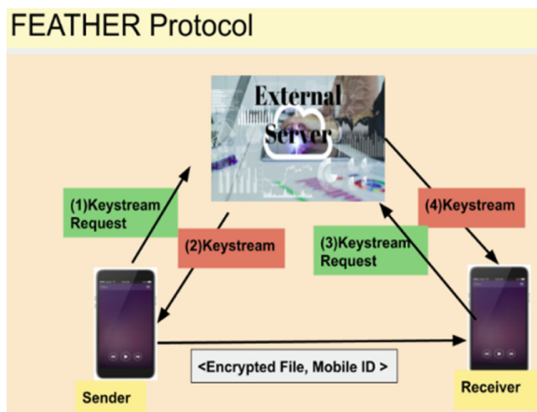 FEATHER Protocol
External
Server
(1)Keystream
Request
(2)Keystream
(3)Keystream
Request
(4)Keystream
<Encrypted File, Mobile ID >
Sender
Receiver